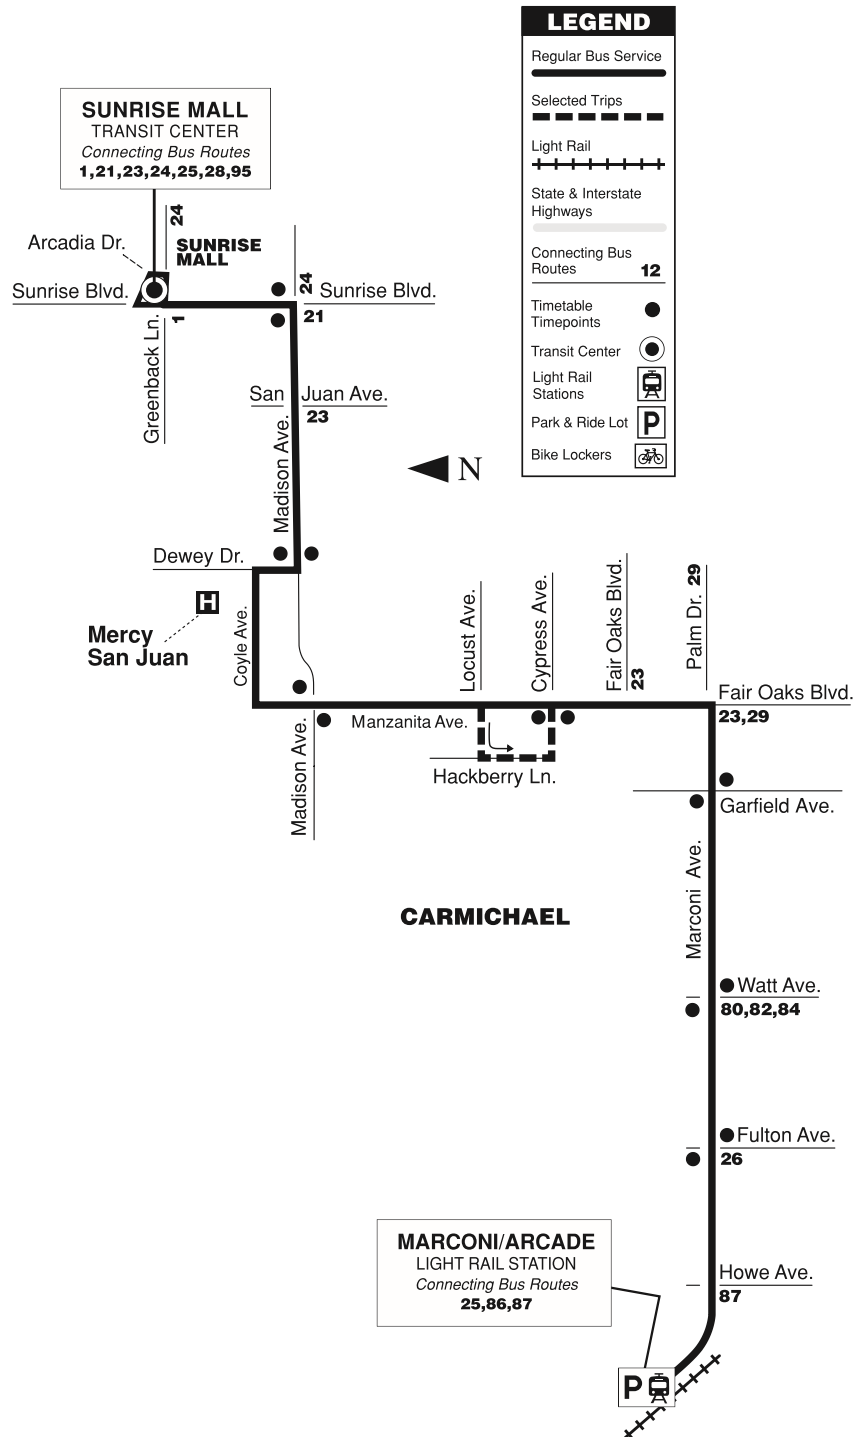 LEGEND
Regular Bus Service
Selected Trips
Light Rail
State & Interstate
Highways
Connecting Bus
Routes 12
Timetable
Timepoints
Transit Center
Light Rail
Stations
Park & Ride Lot P
Bike Lockers
SUNRISE MALL
TRANSIT CENTER
Connecting Bus Routes
1,21,23,24,25,28,95
24
Arcadia Dr.
SUNRISE
MALL
Sunrise Blvd.
24
Sunrise Blvd.
21
1
Greenback Ln.
San Juan Ave.
23
Madison Ave.
N
Dewey Dr.
H
Mercy
San Juan
Coyle Ave.
Locust Ave.
Cypress Ave.
Fair Oaks Blvd.
23
Palm Dr. 29
Fair Oaks Blvd.
23,29
Manzanita Ave.
Madison Ave.
Hackberry Ln.
Garfield Ave.
Marconi Ave.
CARMICHAEL
Watt Ave.
80,82,84
Fulton Ave.
26
MARCONI/ARCADE
LIGHT RAIL STATION
Connecting Bus Routes
25,86,87
Howe Ave.
87
P